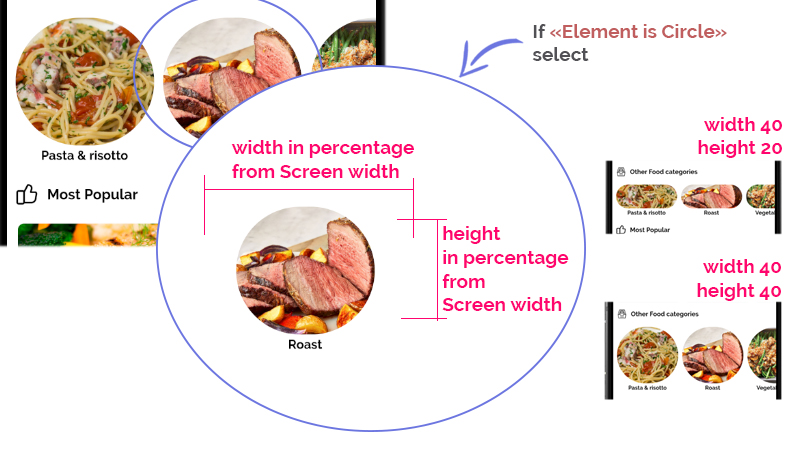 If «Element is Circle»
select
Pasta & risotto
Most Popular
width in percentage
from Screen width
height
in percentage
from
Screen width
Roast
width 40
height 20
Other Food categories
Pasta & risotto
Roast
Vegeta
Most Popular
width 40
height 40
Other Food categories
Pasta & risotto
Roast
Vegeta